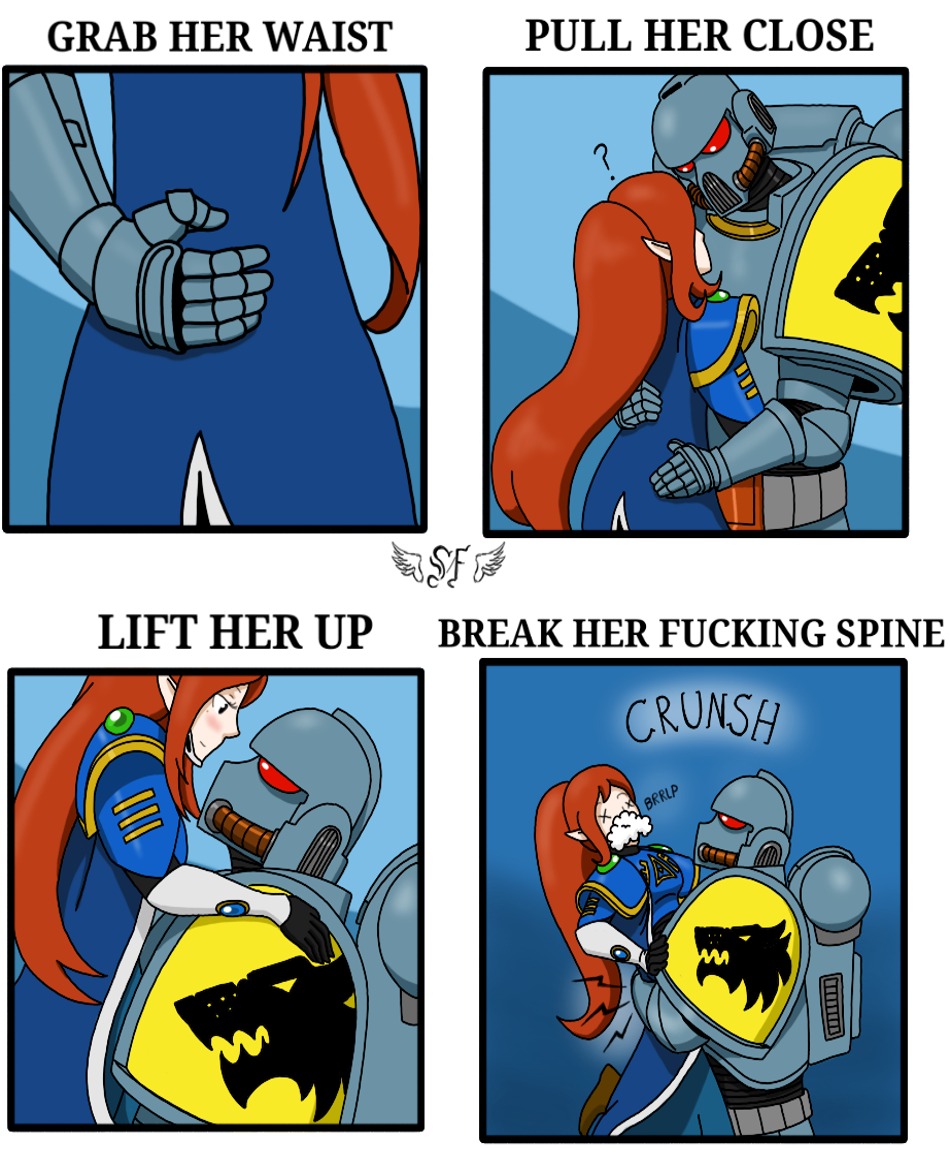 GRAB HER WAIST
PULL HER CLOSE
?
SF
LIFT HER UP
BREAK HER FUCKING SPINE
CRUNSH
BRRLP